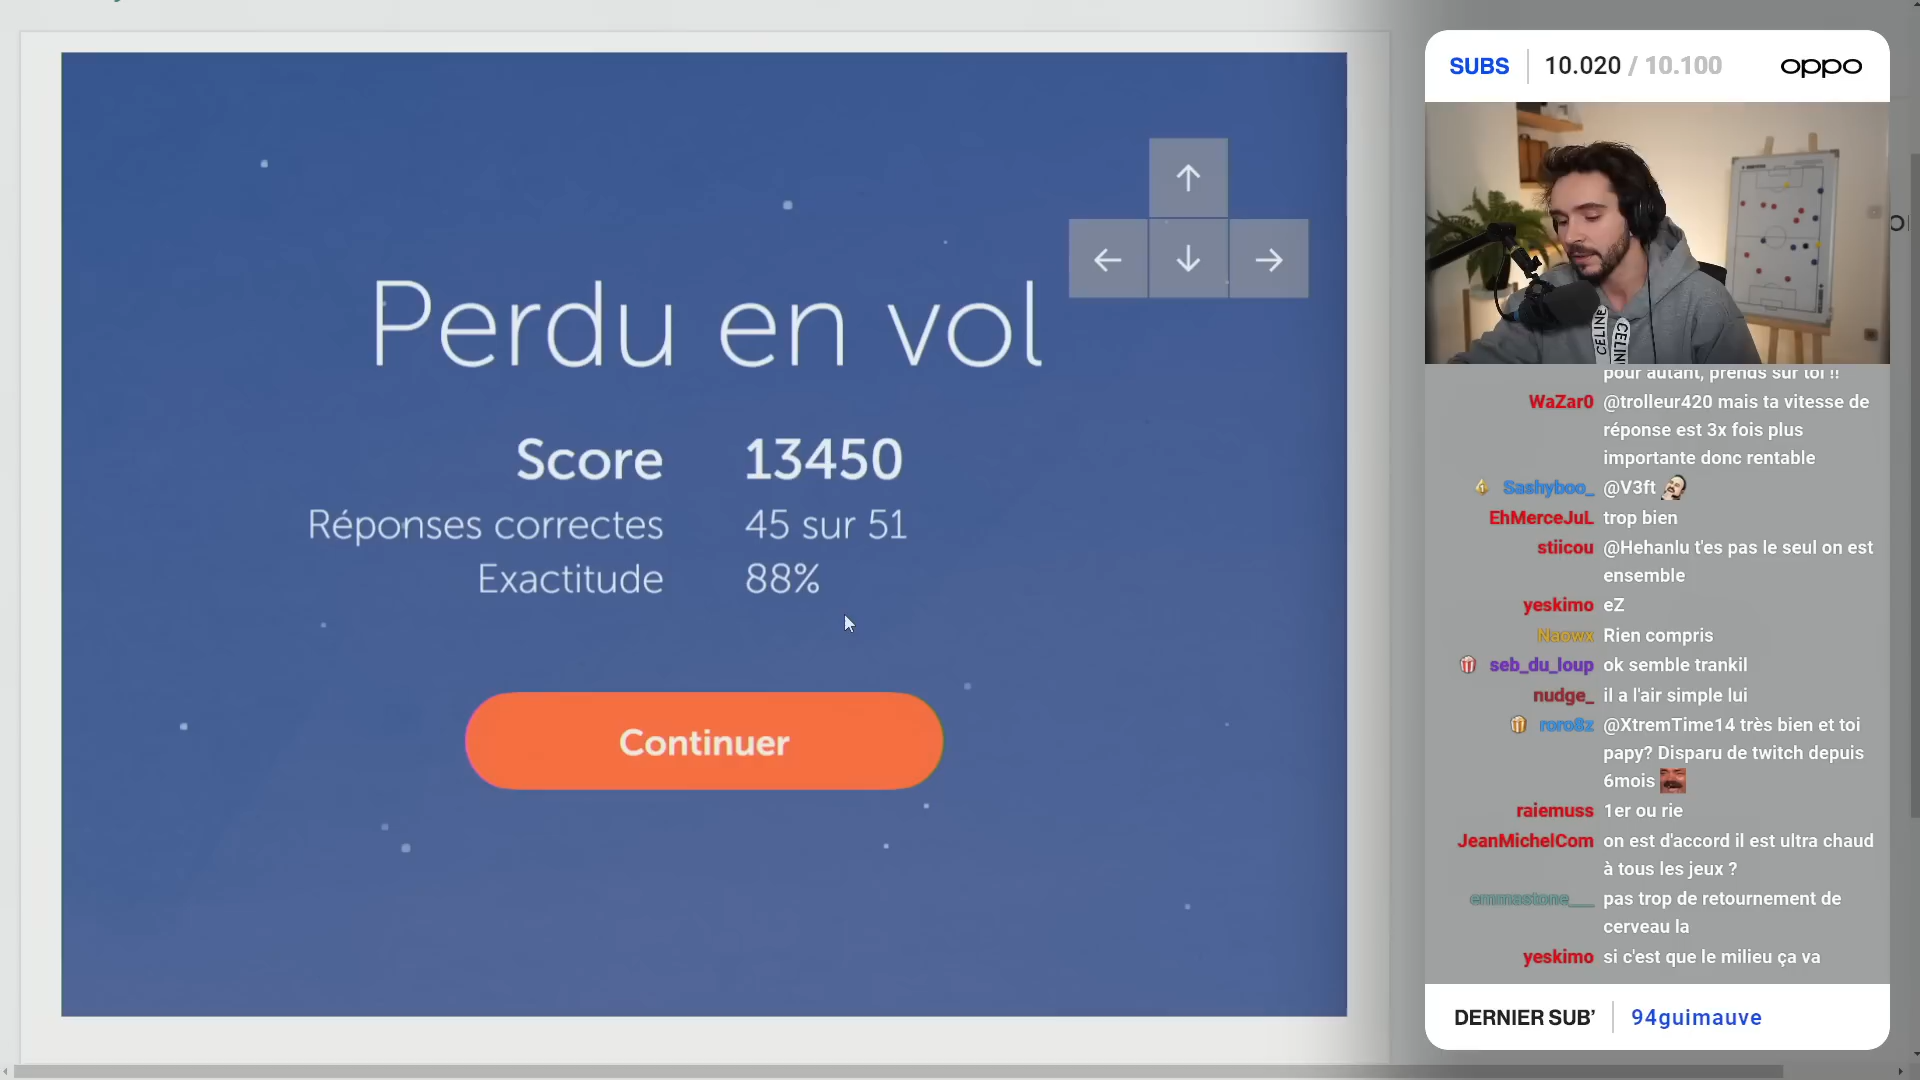 SUBS 10.020 / 10.100 oppo
Perdu en vol
Score 13450
Réponses correctes 45 sur 51
Exactitude 88%
Continuer
CELINE
CELINE
pour autant, prends sur toi !!
WaZar0 @trolleur420 mais ta vitesse de
réponse est 3x fois plus
importante donc rentable
Sashyboo_ @V3ft
EhMerceJuL trop bien
stiicou @Hehanlu t'es pas le seul on est
ensemble
yeskimo eZ
Naowx Rien compris
seb_du_loup ok semble trankil
nudge_ il a l'air simple lui
roro8z @XtremTime14 très bien et toi
papy? Disparu de twitch depuis
6mois
raiemuss 1er ou rie
JeanMichelCom on est d'accord il est ultra chaud
à tous les jeux ?
emmastone___ pas trop de retournement de
cerveau la
yeskimo si c'est que le milieu ça va
DERNIER SUB' 94guimauve